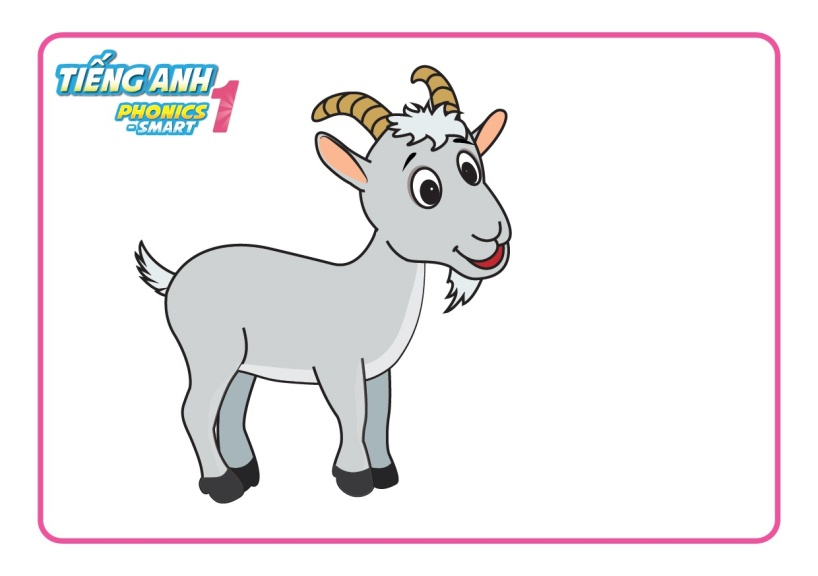 TIẾNG ANH 1
PHONICS
-SMART